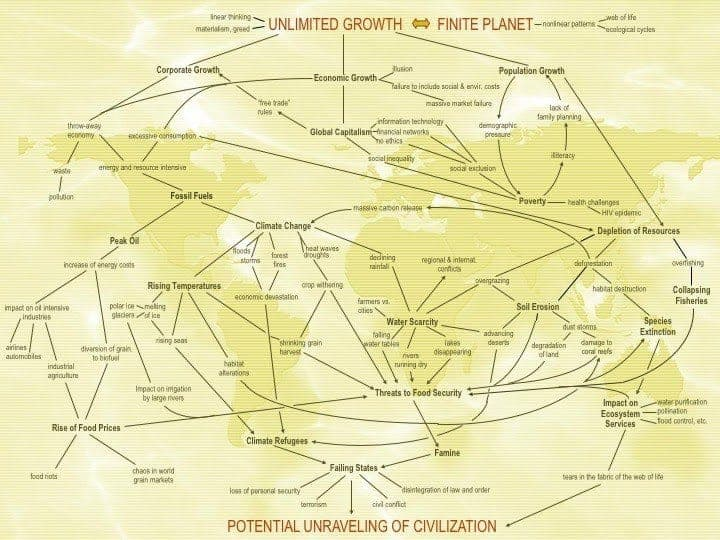 linear thinking
materialism, greed
UNLIMITED GROWTH
FINITE PLANET
nonlinear patterns
web of life
ecological cycles
Corporate Growth
Economic Growth
illusion
failure to include social & envir. costs
massive market failure
Population Growth
"free trade"
rules
lack of
family planning
throw-away
economy
excessive consumption
Global Capitalism
information technology
financial networks
no ethics
demographic
pressure
social inequality
social exclusion
illiteracy
waste
energy and resource intensive
pollution
Fossil Fuels
Poverty
health challenges
HIV epidemic
massive carbon release
Climate Change
Depletion of Resources
Peak Oil
increase of energy costs
floods
storms
forest
fires
heat waves
droughts
declining
rainfall
regional & internat.
conflicts
deforestation
overfishing
Rising Temperatures
economic devastation
crop withering
overgrazing
habitat destruction
Collapsing
Fisheries
impact on oil intensive
industries
polar ice
glaciers
melting
of ice
farmers vs.
cities
Water Scarcity
Soil Erosion
Species
Extinction
airlines
automobiles
industrial
agriculture
diversion of grain
to biofuel
rising seas
shrinking grain
harvest
falling
water tables
rivers
running dry
lakes
disappearing
advancing
deserts
dust storms
degradation
of land
damage to
coral reefs
habitat
alterations
Impact on irrigation
by large rivers
Threats to Food Security
Impact on
Ecosystem
Services
water purification
pollination
flood control, etc.
Rise of Food Prices
Climate Refugees
Famine
food riots
chaos in world
grain markets
Failing States
tears in the fabric of the web of life
loss of personal security
terrorism
civil conflict
disintegration of law and order
POTENTIAL UNRAVELING OF CIVILIZATION